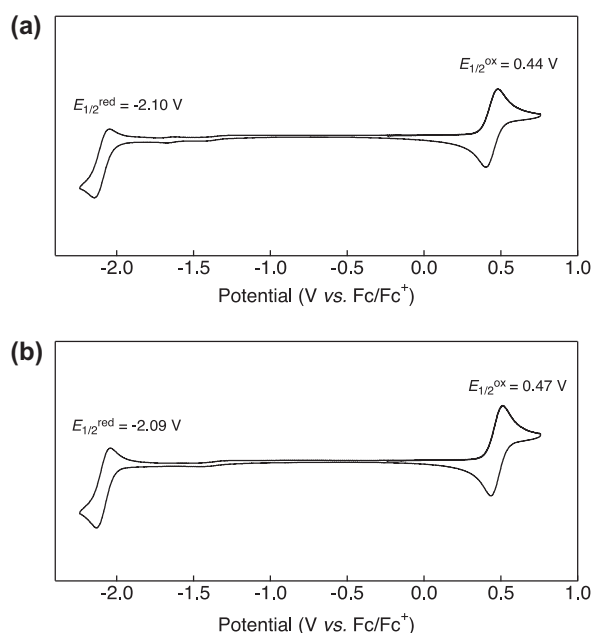 (a)
E1/2ox = 0.44 V
E1/2red = -2.10 V
-2.0 -1.5 -1.0 -0.5 0.0 0.5 1.0
Potential (V vs. Fc/Fc+)
(b)
E1/2ox = 0.47 V
E1/2red = -2.09 V
-2.0 -1.5 -1.0 -0.5 0.0 0.5 1.0
Potential (V vs. Fc/Fc+)